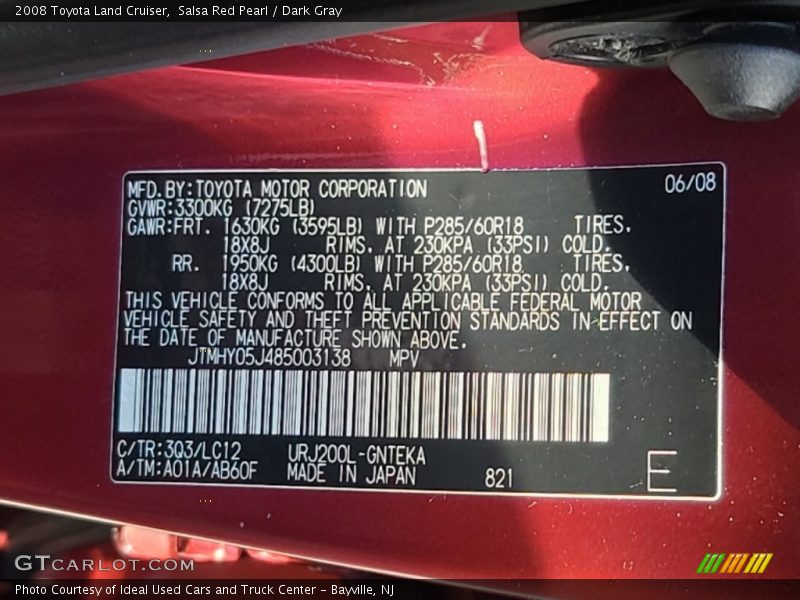 2008 Toyota Land Cruiser, Salsa Red Pearl / Dark Gray
MFD.BY:TOYOTA MOTOR CORPORATION 06/08
GVWR:3300KG (7275LB)
GAWR:FRT. 1630KG (3595LB) WITH P285/60R18 TIRES.
18X8J RIMS. AT 230KPA (33PSI) COLD.
RR. 1950KG (4300LB) WITH P285/60R18 TIRES.
18X8J RIMS. AT 230KPA (33PSI) COLD.
THIS VEHICLE CONFORMS TO ALL APPLICABLE FEDERAL MOTOR
VEHICLE SAFETY AND THEFT PREVENTION STANDARDS IN EFFECT ON
THE DATE OF MANUFACTURE SHOWN ABOVE.
JTMHY05J485003138 MPV
C/TR:3Q3/LC12 URJ200L-GNTEKA
A/TM:A01A/AB60F MADE IN JAPAN 821 E
GTCARLOT.COM
Photo Courtesy of Ideal Used Cars and Truck Center - Bayville, NJ